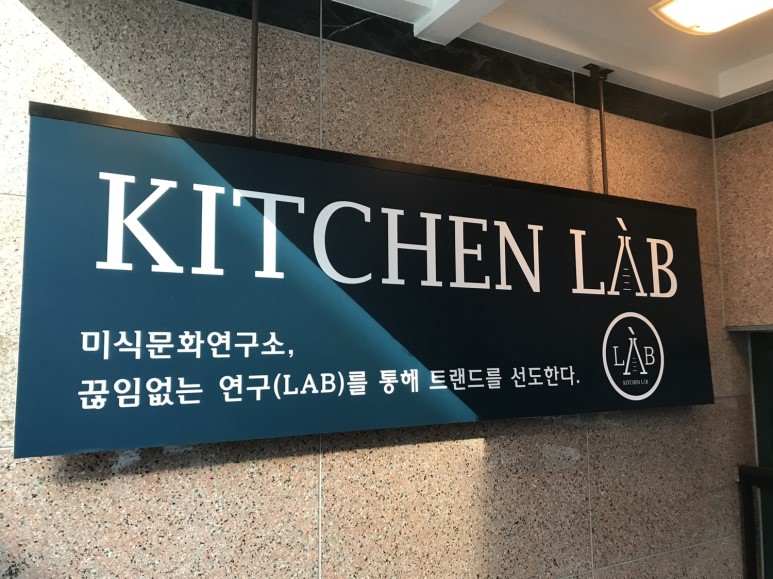 KITCHEN LÀB
미식문화연구소,
끊임없는 연구(LAB)를 통해 트랜드를 선도한다.
LÀB
KITCHEN LAB